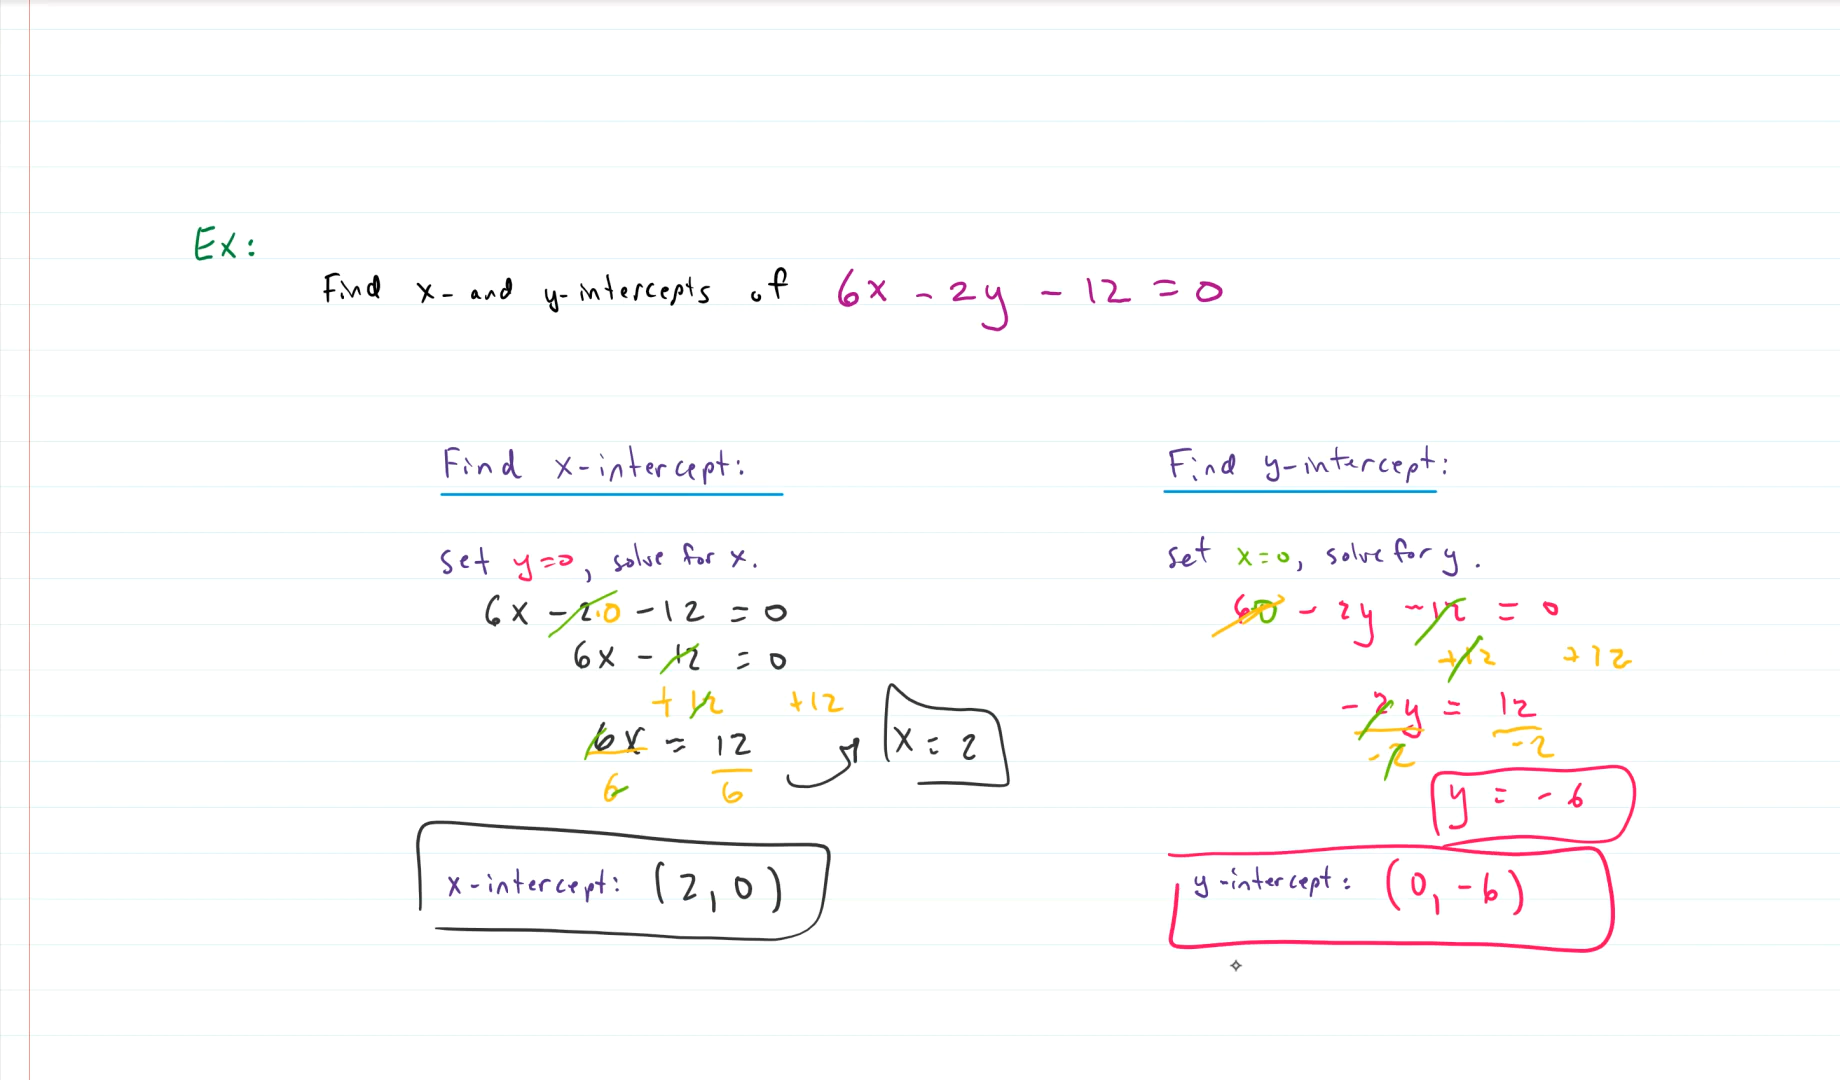 Ex:
Find x- and y-intercepts of 6x - 2y - 12 = 0
Find x-intercept:
set y=0, solve for x.
6x - 2·0 - 12 = 0
6x - 12 = 0
+ 12 +12
6x = 12
6 6
x = 2
x-intercept: (2, 0)
Find y-intercept:
set x=0, solve for y.
60 - 2y - 12 = 0
+12 +12
-2y = 12
-2 -2
y = -6
y-intercept: (0, -6)